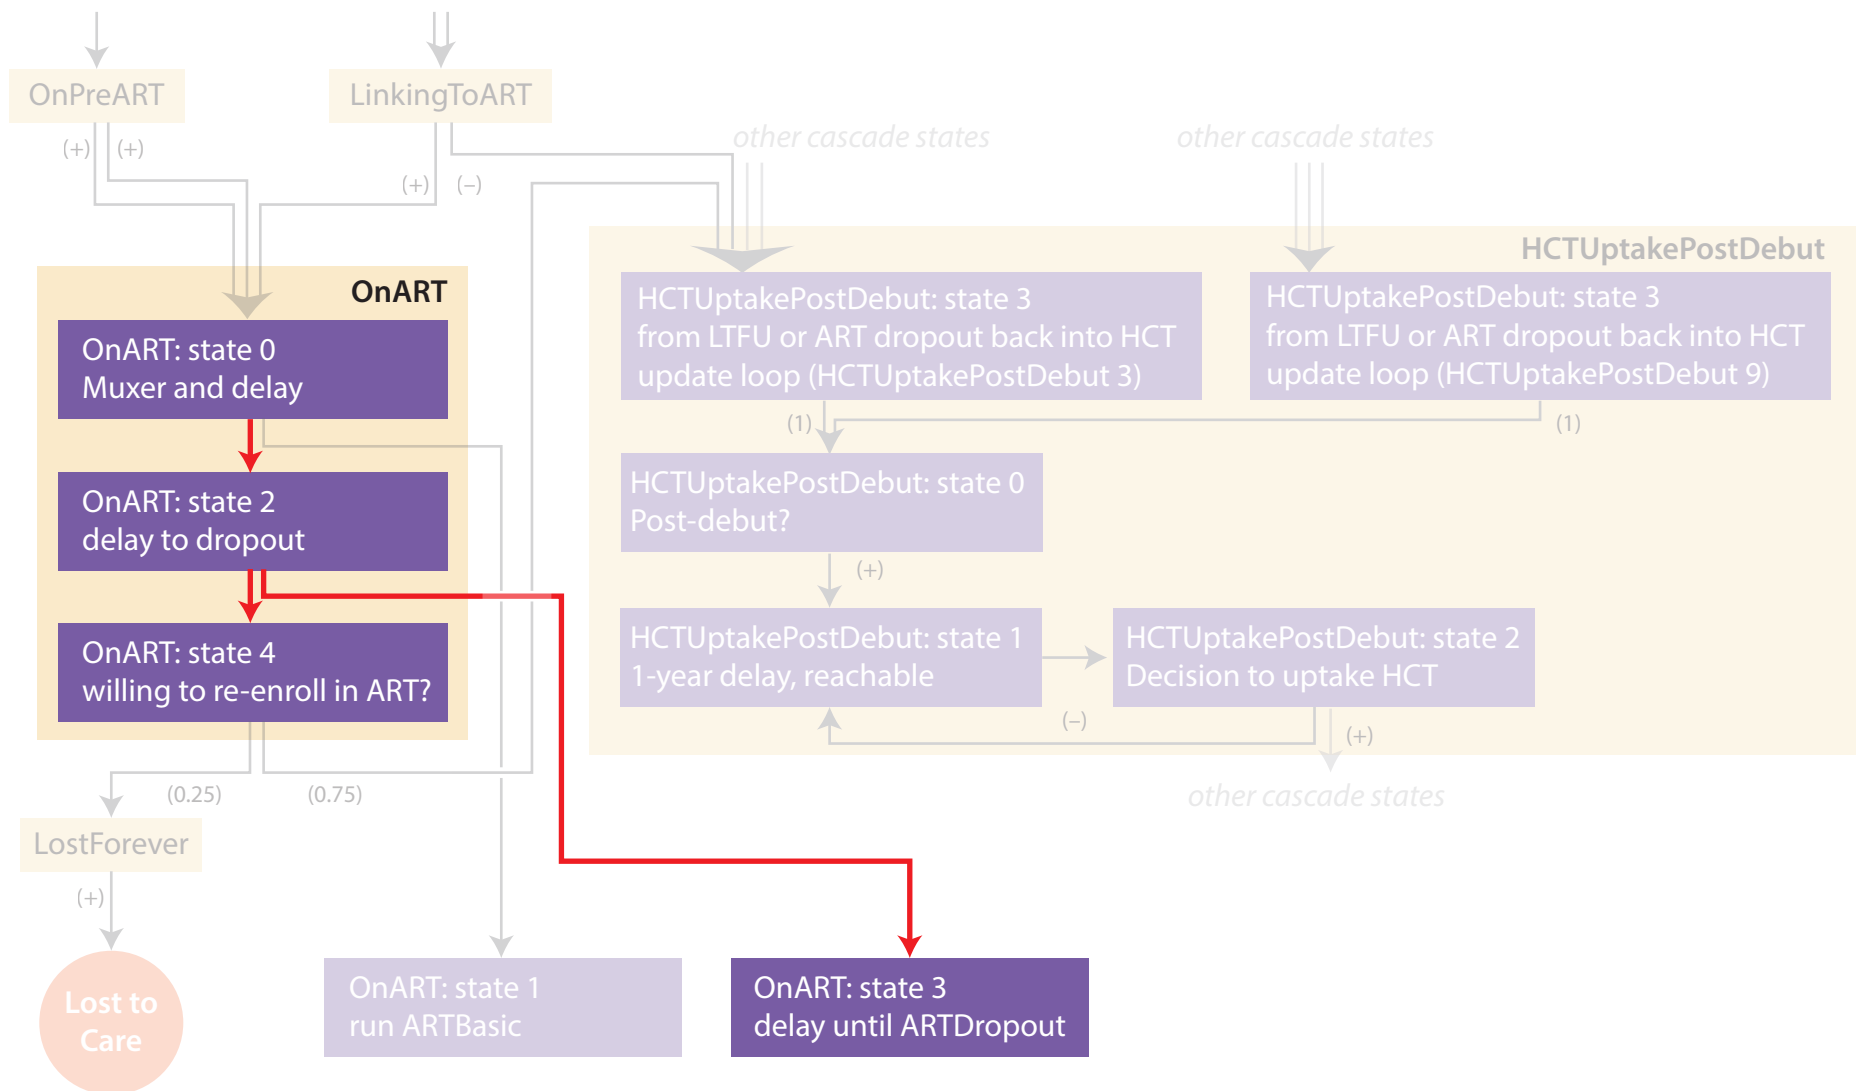 OnPreART
LinkingToART
(+)
(+)
(+)
(–)
other cascade states
other cascade states
OnART
OnART: state 0
Muxer and delay
OnART: state 2
delay to dropout
OnART: state 4
willing to re-enroll in ART?
(0.25)
(0.75)
LostForever
(+)
Lost to
Care
OnART: state 1
run ARTBasic
OnART: state 3
delay until ARTDropout
HCTUptakePostDebut
HCTUptakePostDebut: state 3
from LTFU or ART dropout back into HCT
update loop (HCTUptakePostDebut 3)
HCTUptakePostDebut: state 3
from LTFU or ART dropout back into HCT
update loop (HCTUptakePostDebut 9)
(1)
(1)
HCTUptakePostDebut: state 0
Post-debut?
(+)
HCTUptakePostDebut: state 1
1-year delay, reachable
HCTUptakePostDebut: state 2
Decision to uptake HCT
(–)
(+)
other cascade states